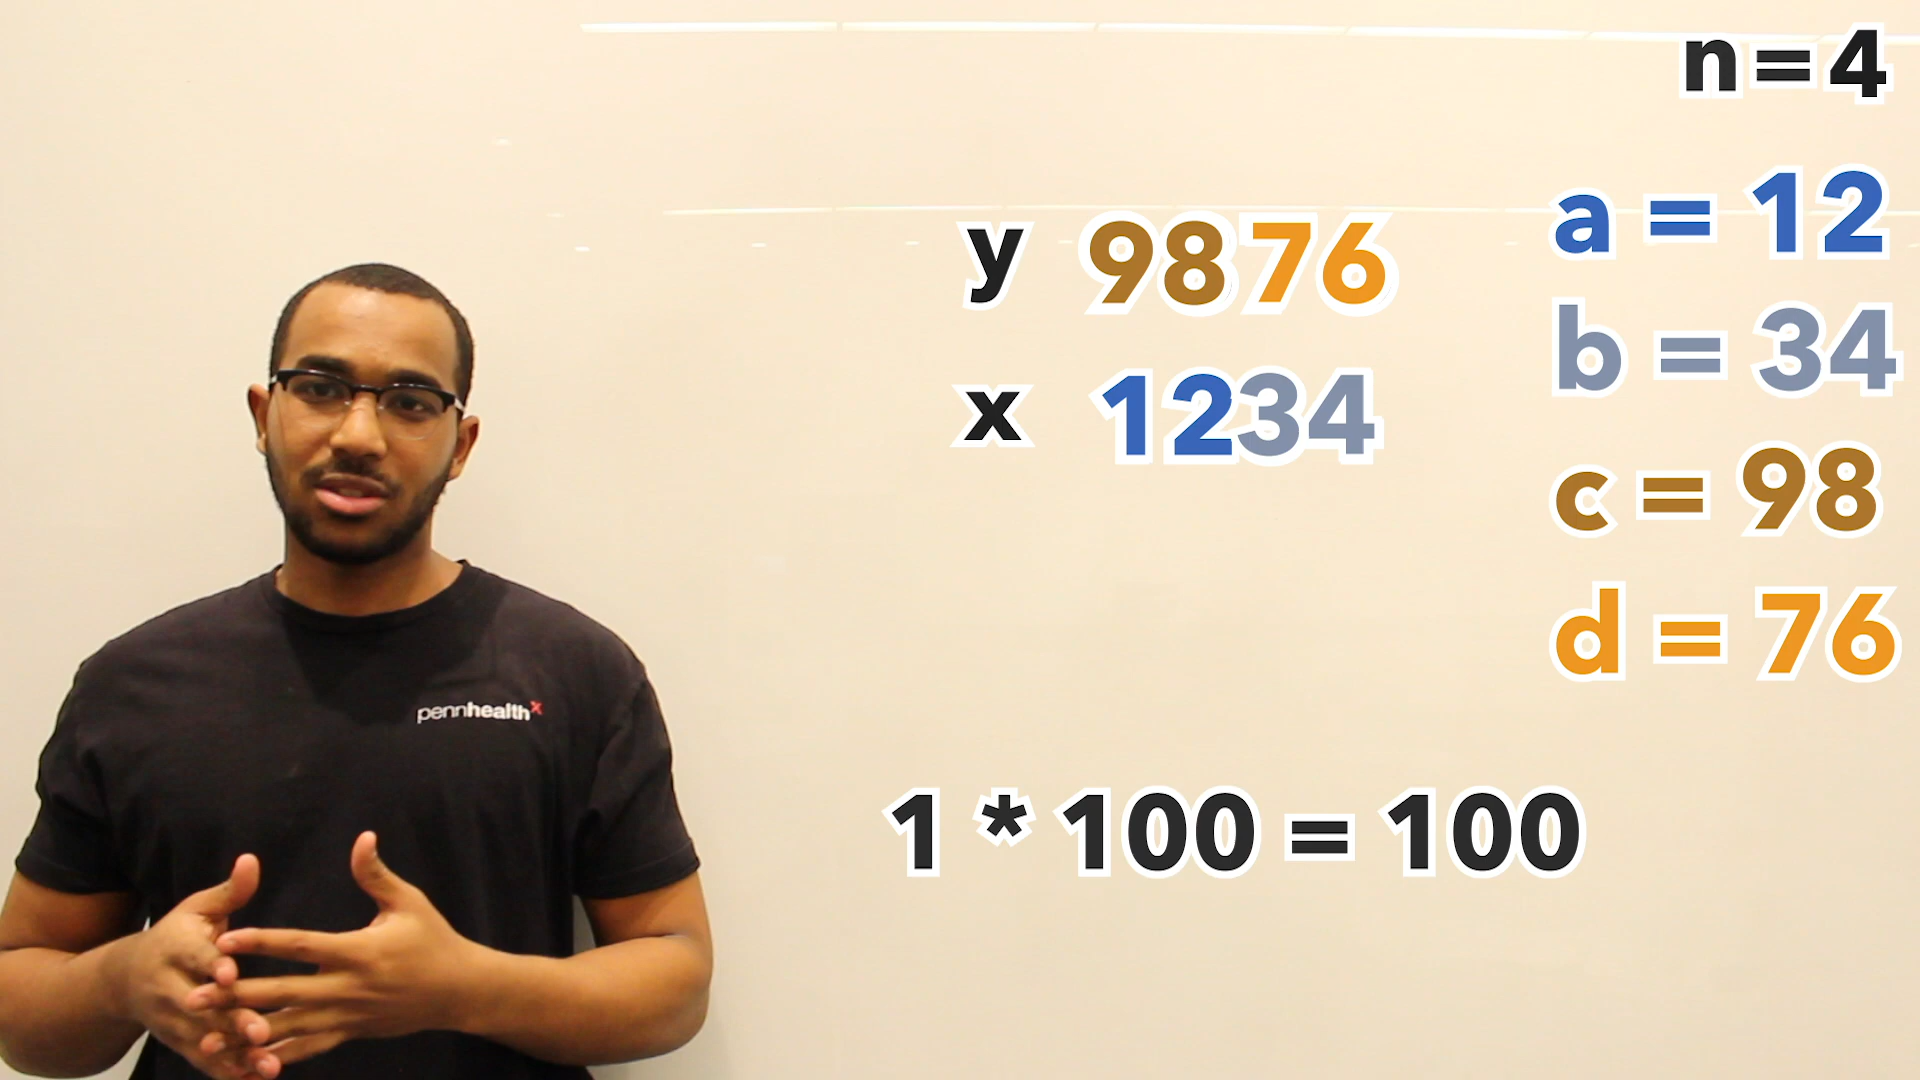 n=4
a = 12
y 9876
b = 34
x 1234
c = 98
d = 76
pennhealthx
1 * 100 = 100